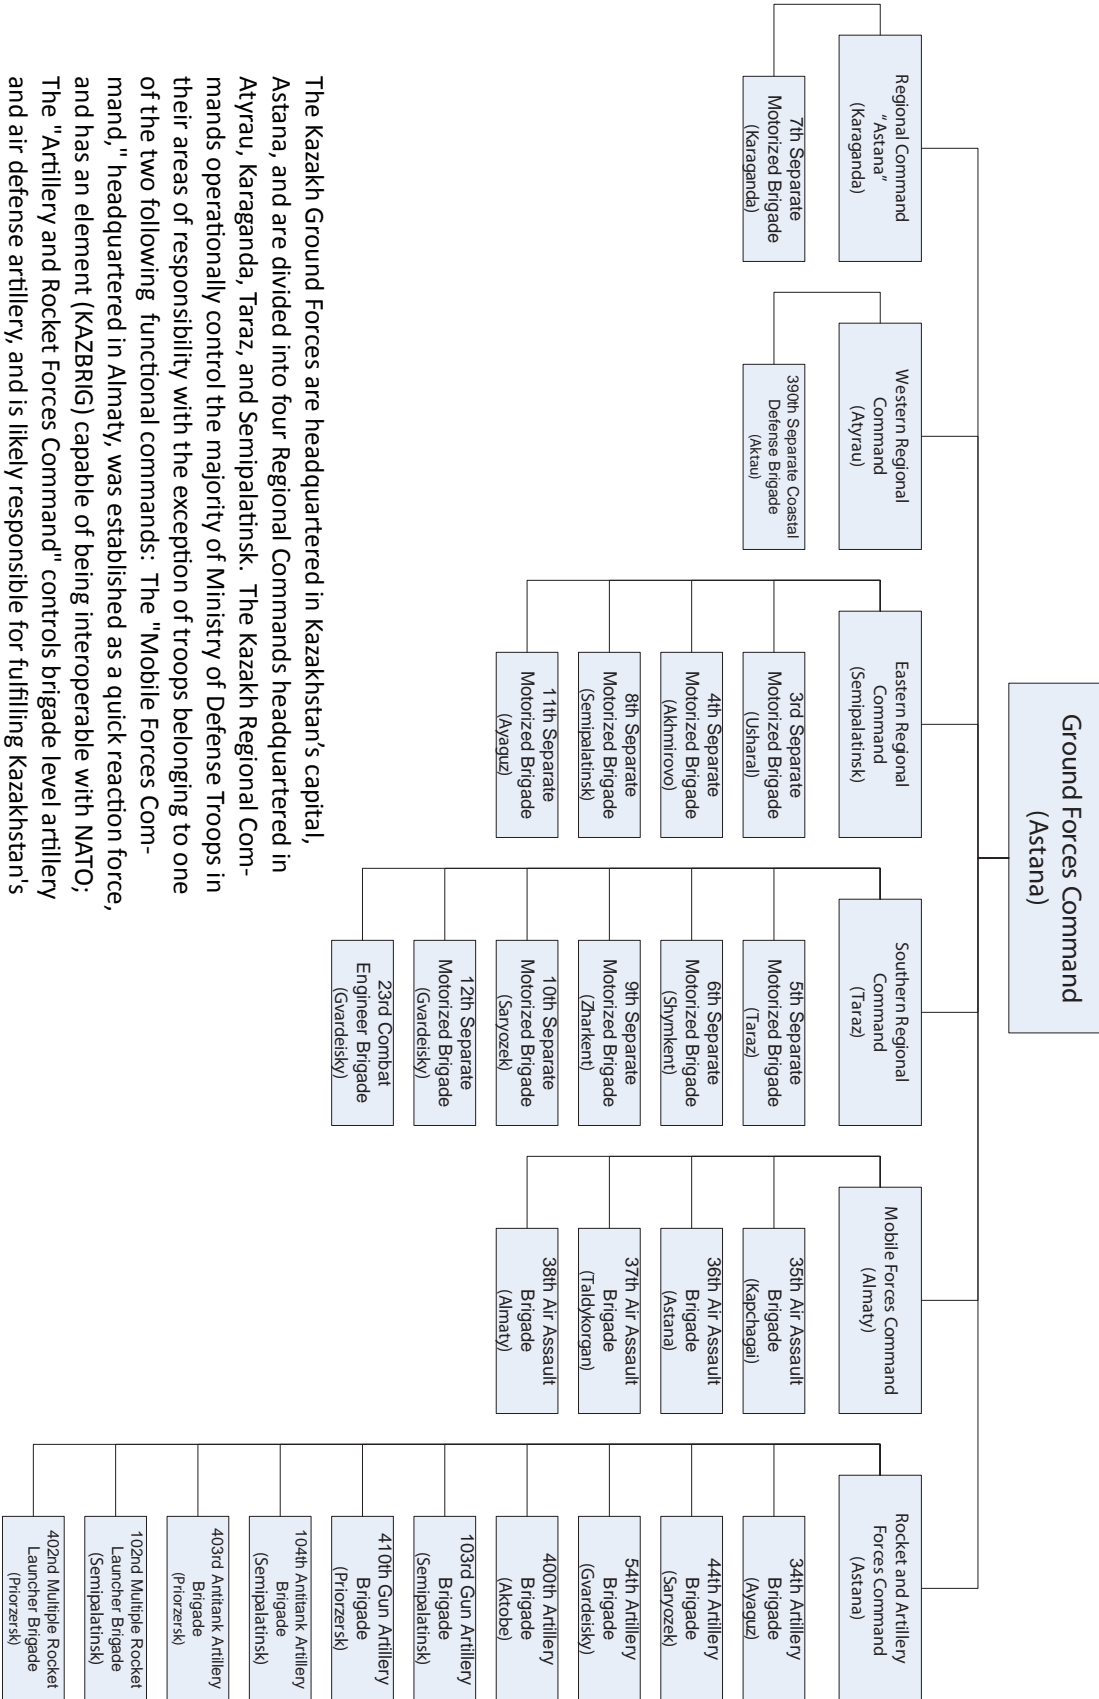 Ground Forces Command
(Astana)
Regional Command
“Astana”
(Karaganda)
7th Separate
Motorized Brigade
(Karaganda)
Western Regional
Command
(Atyrau)
390th Separate Coastal
Defense Brigade
(Aktau)
Eastern Regional
Command
(Semipalatinsk)
3rd Separate
Motorized Brigade
(Usharal)
4th Separate
Motorized Brigade
(Akhmirovo)
8th Separate
Motorized Brigade
(Semipalatinsk)
11th Separate
Motorized Brigade
(Ayaguz)
Southern Regional
Command
(Taraz)
5th Separate
Motorized Brigade
(Taraz)
6th Separate
Motorized Brigade
(Shymkent)
9th Separate
Motorized Brigade
(Zharkent)
10th Separate
Motorized Brigade
(Saryozek)
12th Separate
Motorized Brigade
(Gvardeisky)
23rd Combat
Engineer Brigade
(Gvardeisky)
Mobile Forces Command
(Almaty)
35th Air Assault
Brigade
(Kapchagai)
36th Air Assault
Brigade
(Astana)
37th Air Assault
Brigade
(Taldykorgan)
38th Air Assault
Brigade
(Almaty)
Rocket and Artillery
Forces Command
(Astana)
34th Artillery
Brigade
(Ayaguz)
44th Artillery
Brigade
(Saryozek)
54th Artillery
Brigade
(Gvardeisky)
400th Artillery
Brigade
(Aktobe)
103rd Gun Artillery
Brigade
(Semipalatinsk)
410th Gun Artillery
Brigade
(Priorzersk)
104th Antitank Artillery
Brigade
(Semipalatinsk)
403rd Antitank Artillery
Brigade
(Priorzersk)
102nd Multiple Rocket
Launcher Brigade
(Semipalatinsk)
402nd Multiple Rocket
Launcher Brigade
(Priorzersk)
The Kazakh Ground Forces are headquartered in Kazakhstan’s capital,
Astana, and are divided into four Regional Commands headquartered in
Atyrau, Karaganda, Taraz, and Semipalatinsk. The Kazakh Regional Com-
mands operationally control the majority of Ministry of Defense Troops in
their areas of responsibility with the exception of troops belonging to one
of the two following functional commands: The "Mobile Forces Com-
mand," headquartered in Almaty, was established as a quick reaction force,
and has an element (KAZBRIG) capable of being interoperable with NATO;
The "Artillery and Rocket Forces Command" controls brigade level artillery
and air defense artillery, and is likely responsible for fulfilling Kazakhstan's